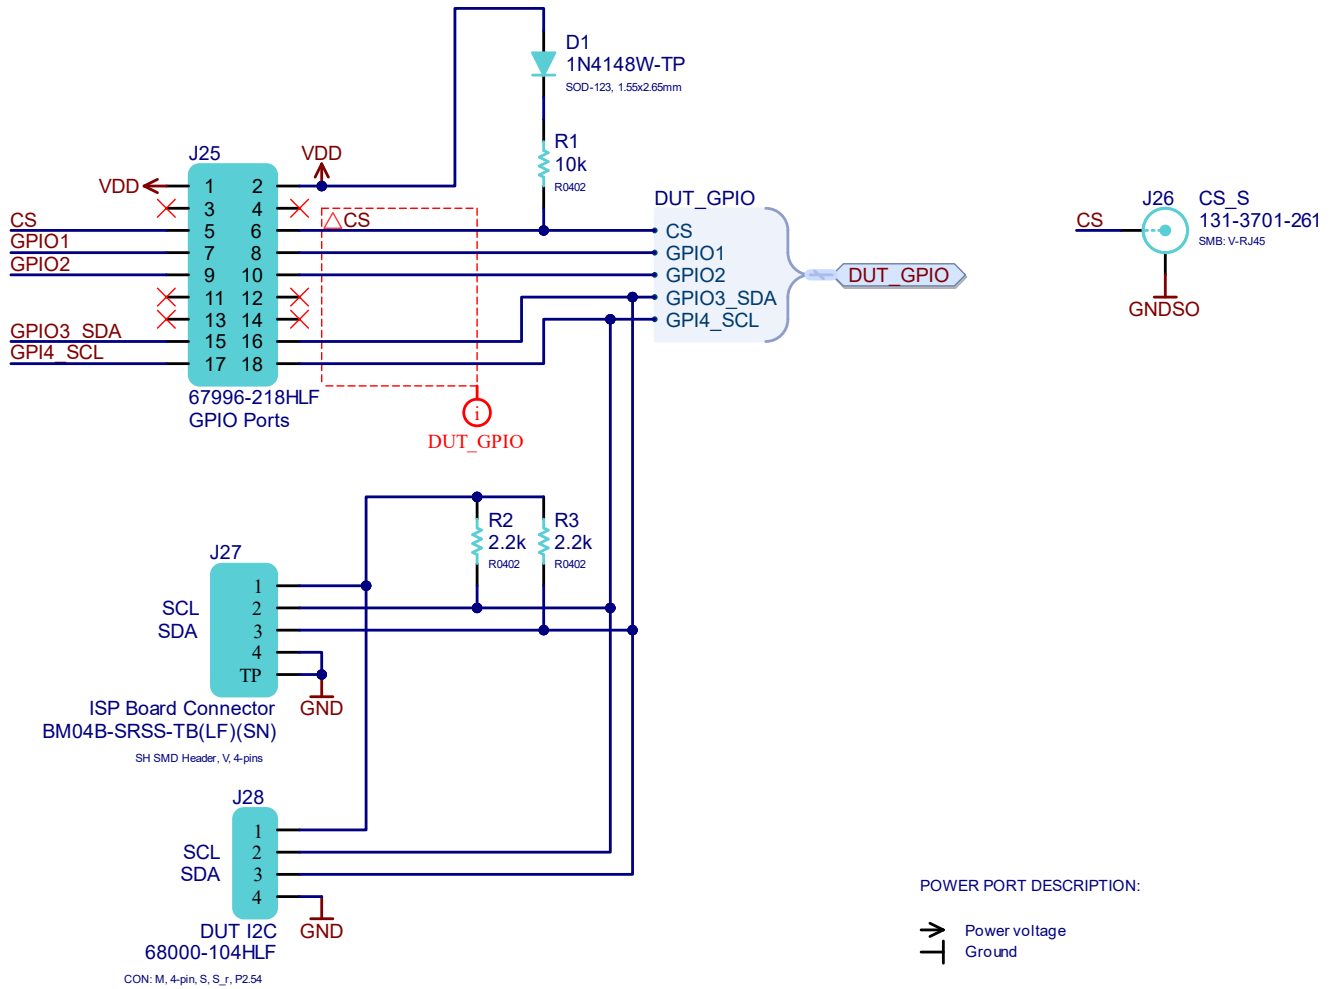 D1
1N4148W-TP
SOD-123, 1.55x2.65mm
R1
10k
R0402
J25
VDD
VDD
1 2
3 4
CS 5 6 CS
GPIO1 7 8
GPIO2 9 10
11 12
13 14
GPIO3_SDA 15 16
GPI4_SCL 17 18
67996-218HLF
GPIO Ports
DUT_GPIO
CS
GPIO1
GPIO2
GPIO3_SDA
GPI4_SCL
DUT_GPIO
i
DUT_GPIO
J26
CS_S
131-3701-261
SMB: V-RJ45
CS
GNDSO
R2
2.2k
R0402
R3
2.2k
R0402
J27
1
SCL 2
SDA 3
4
TP
GND
ISP Board Connector
BM04B-SRSS-TB(LF)(SN)
SH SMD Header, V, 4-pins
J28
1
SCL 2
SDA 3
4
GND
DUT I2C
68000-104HLF
CON: M, 4-pin, S, S_r, P2.54
POWER PORT DESCRIPTION:
Power voltage
Ground